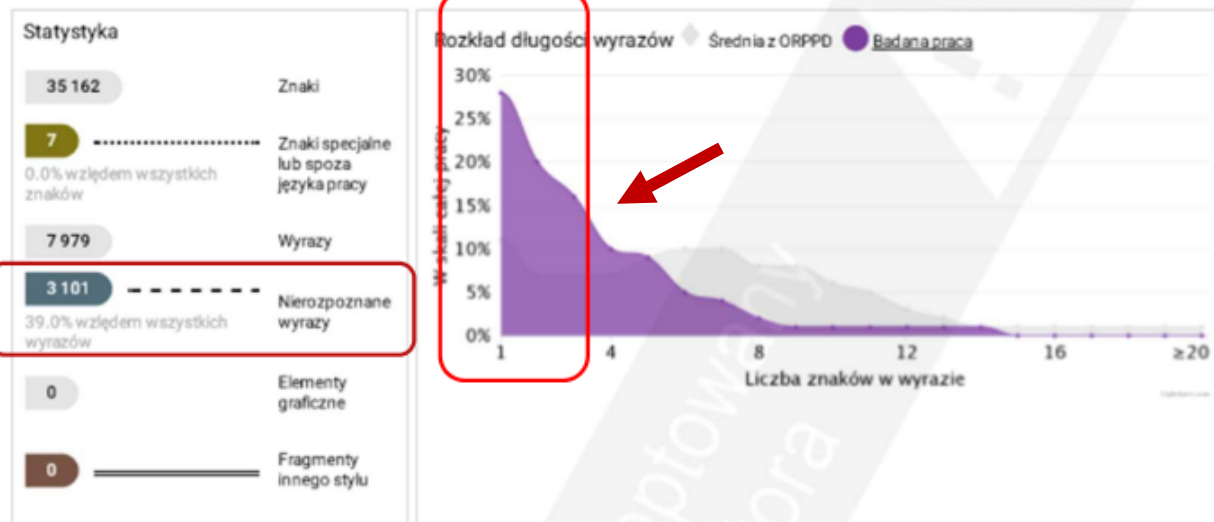 Statystyka
35 162
Znaki
7
Znaki specjalne
lub spoza
języka pracy
0.0% wzlędem wszystkich
znaków
7 979
Wyrazy
3 101
Nierozpoznane
wyrazy
39.0% wzlędem wszystkich
wyrazów
0
Elementy
graficzne
0
Fragmenty
innego stylu
Rozkład długości wyrazów
Średnia z ORPPD
Badana praca
W skali całej pracy
30%
25%
20%
15%
10%
5%
0%
1 4 8 12 16 ≥20
Liczba znaków w wyrazie